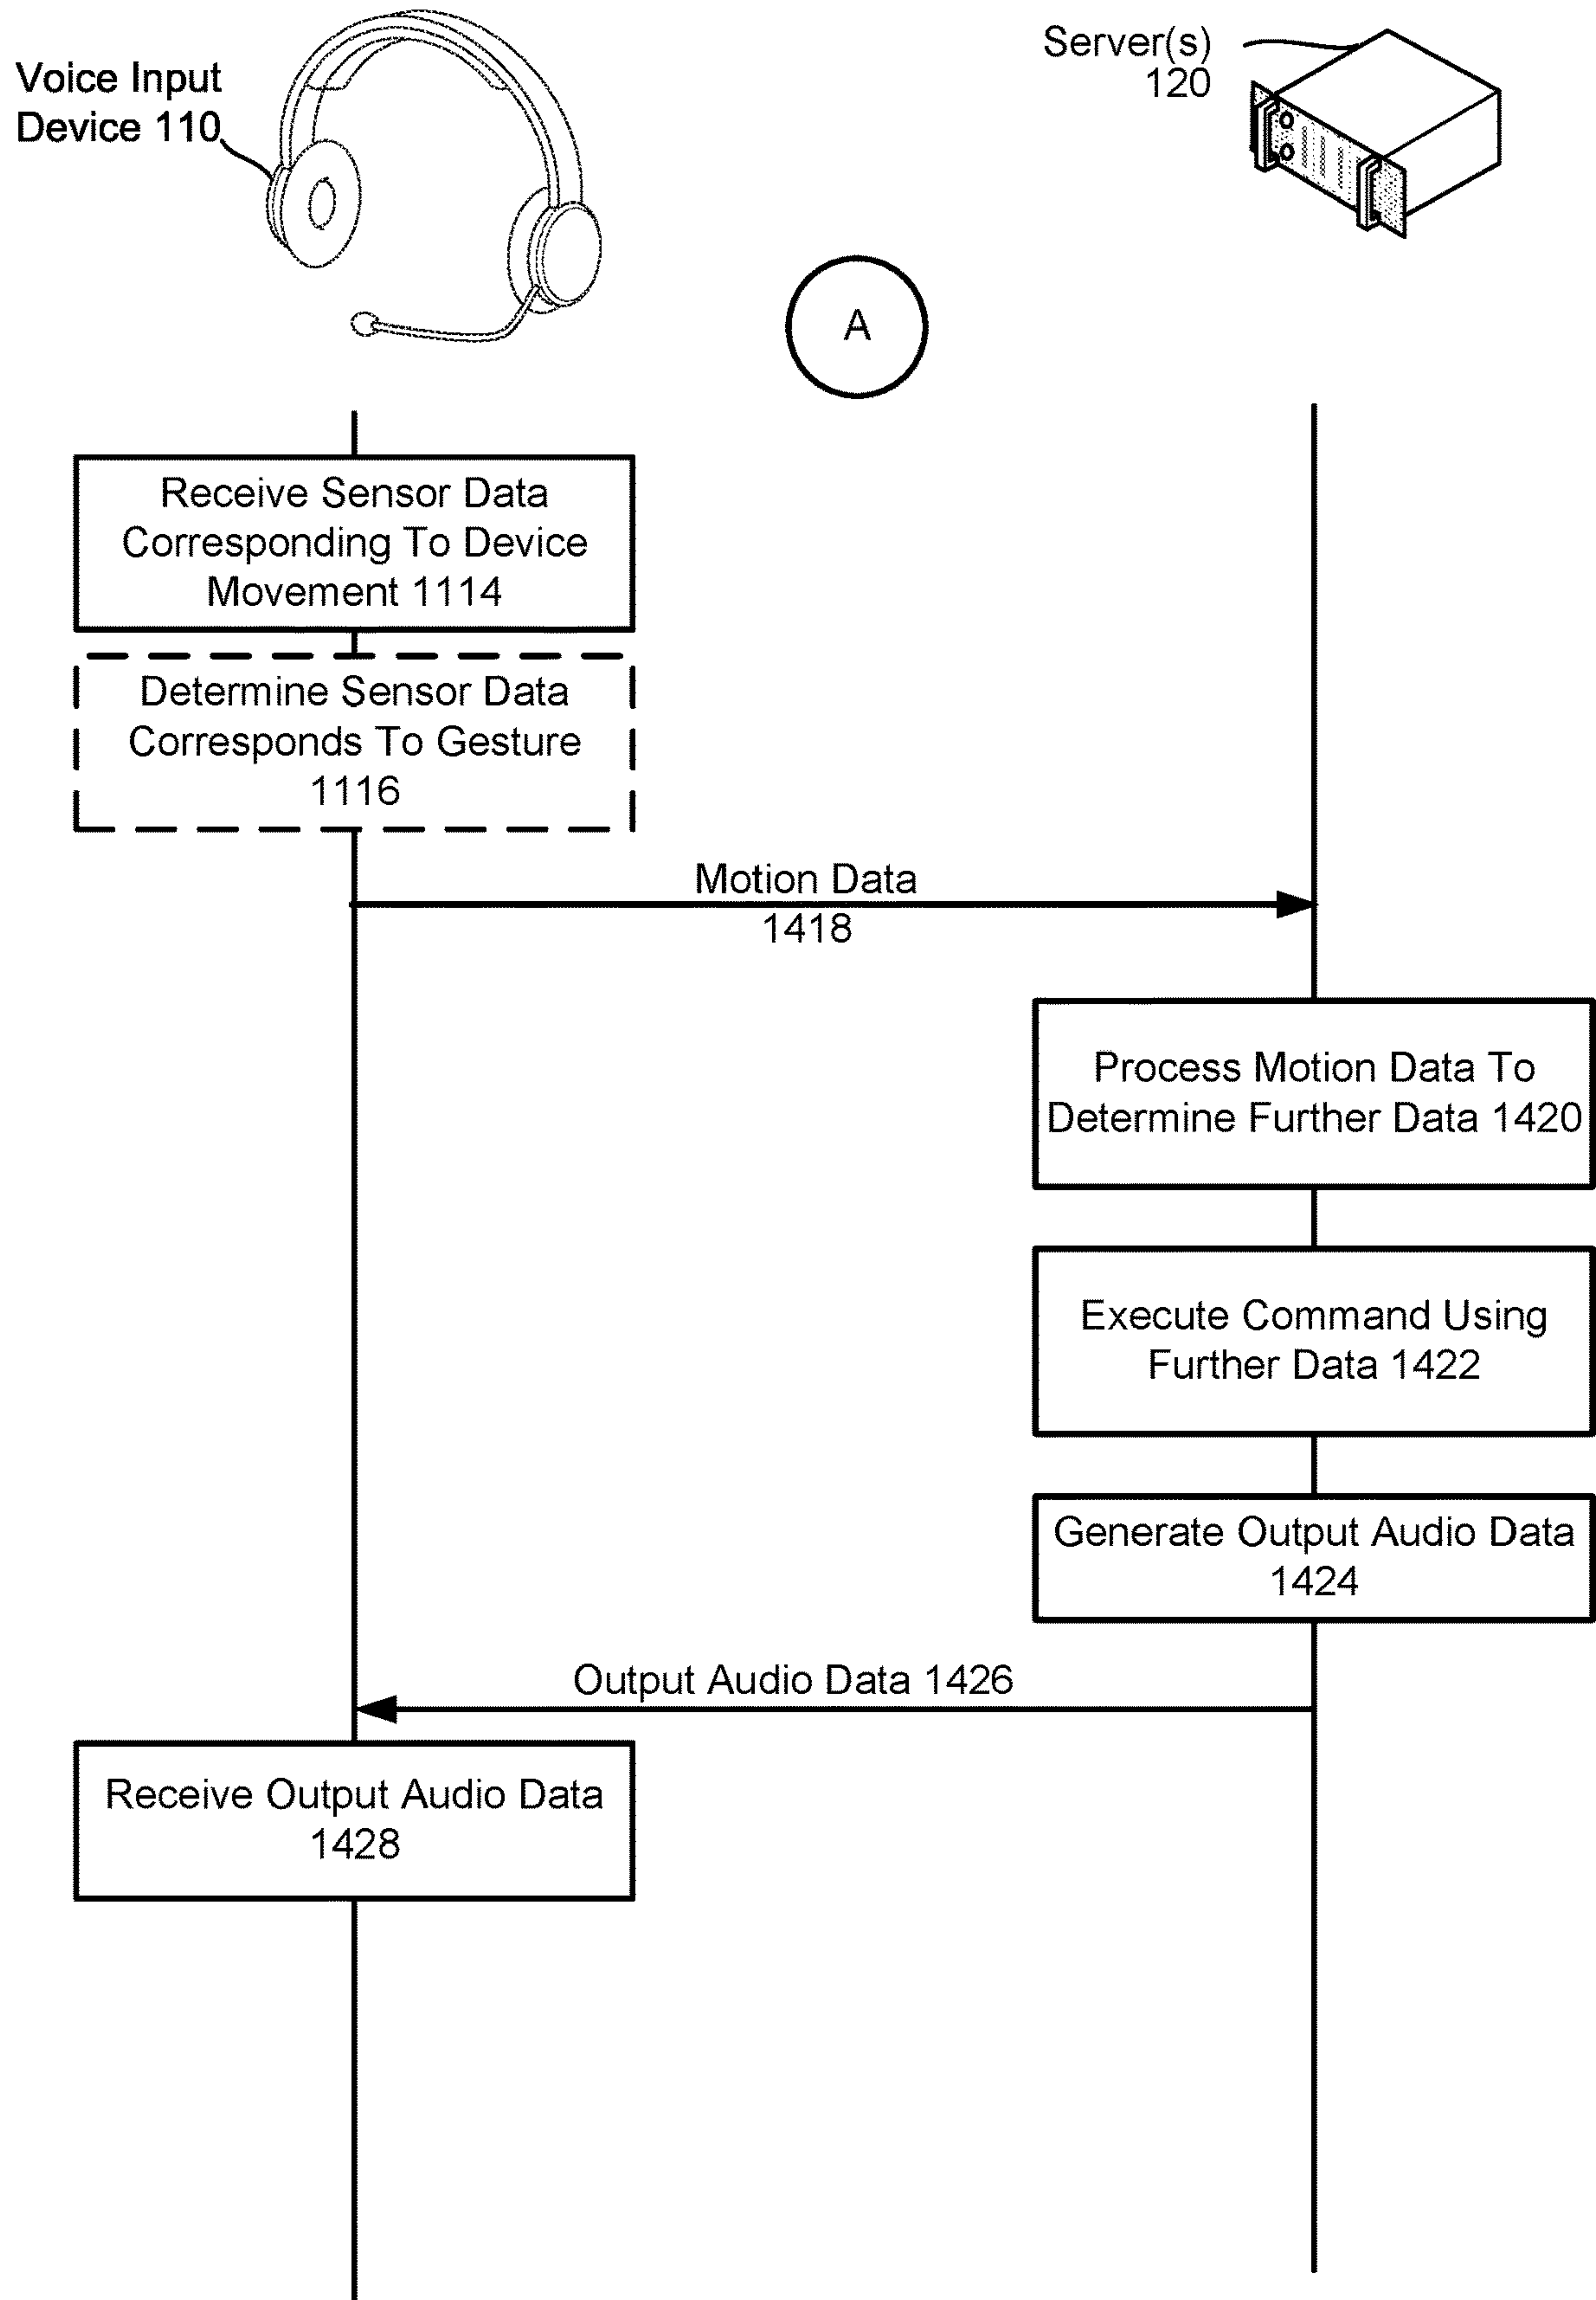 Voice Input
Device 110
Server(s)
120
A
Receive Sensor Data
Corresponding To Device
Movement 1114
Determine Sensor Data
Corresponds To Gesture
1116
Motion Data
1418
Process Motion Data To
Determine Further Data 1420
Execute Command Using
Further Data 1422
Generate Output Audio Data
1424
Output Audio Data 1426
Receive Output Audio Data
1428